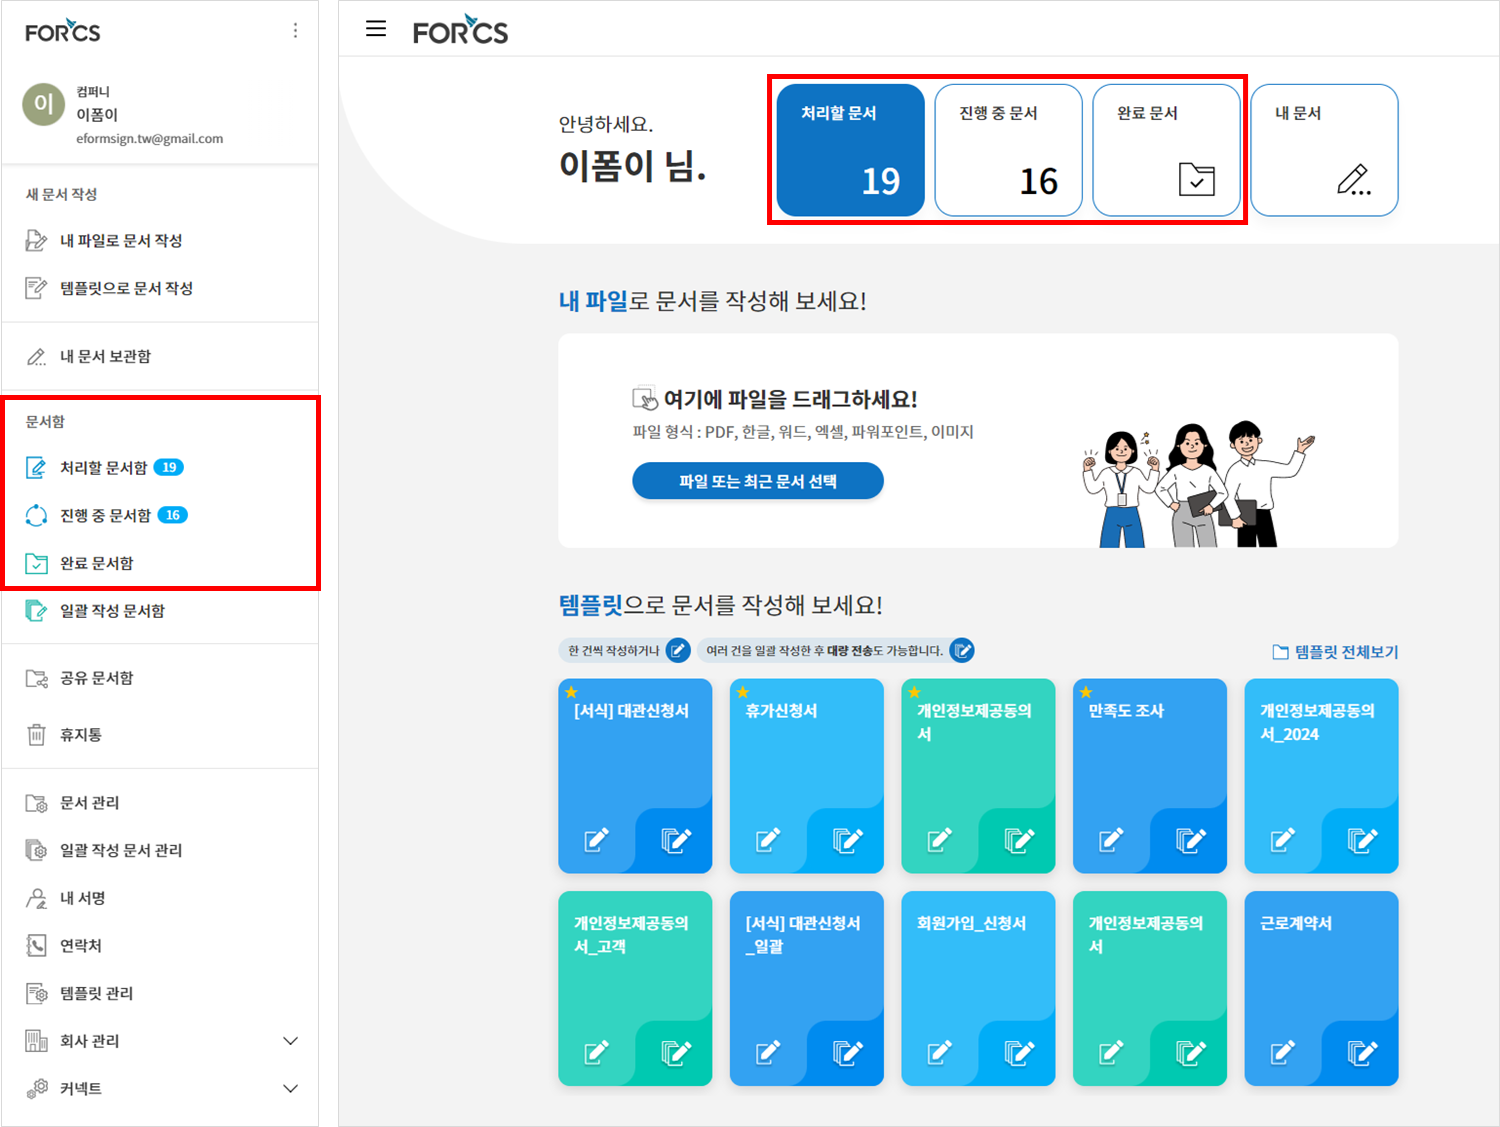 FORCS
이
컴퍼니
이폼이
eformsign.tw@gmail.com
새 문서 작성
내 파일로 문서 작성
템플릿으로 문서 작성
내 문서 보관함
문서함
처리할 문서함 19
진행 중 문서함 16
완료 문서함
일괄 작성 문서함
공유 문서함
휴지통
문서 관리
일괄 작성 문서 관리
내 서명
연락처
템플릿 관리
회사 관리
커넥트
FORCS
안녕하세요.
이폼이 님.
처리할 문서
19
진행 중 문서
16
완료 문서
내 문서
내 파일로 문서를 작성해 보세요!
여기에 파일을 드래그하세요!
파일 형식 : PDF, 한글, 워드, 엑셀, 파워포인트, 이미지
파일 또는 최근 문서 선택
템플릿으로 문서를 작성해 보세요!
한 건씩 작성하거나
여러 건을 일괄 작성한 후 대량 전송도 가능합니다.
템플릿 전체보기
[서식] 대관신청서
휴가신청서
개인정보제공동의
서
만족도 조사
개인정보제공동의
서_2024
개인정보제공동의
서_고객
[서식] 대관신청서
_일괄
회원가입_신청서
개인정보제공동의
서
근로계약서